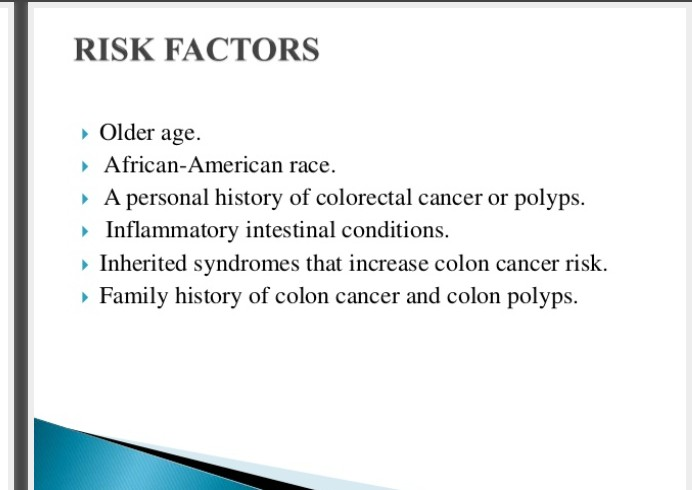 RISK FACTORS
Older age.
African-American race.
A personal history of colorectal cancer or polyps.
Inflammatory intestinal conditions.
Inherited syndromes that increase colon cancer risk.
Family history of colon cancer and colon polyps.